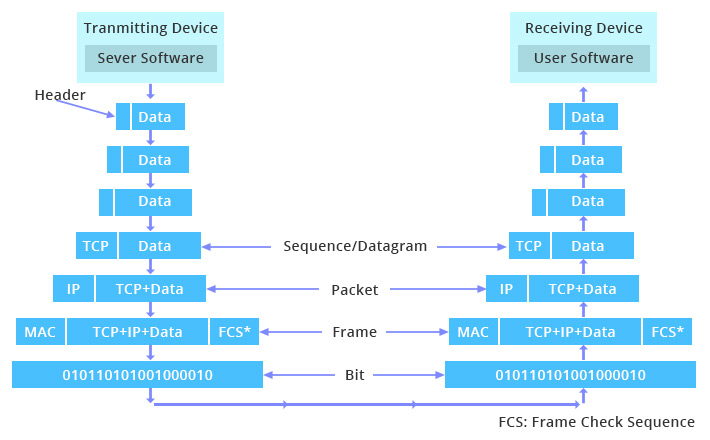 Tranmitting Device
Receiving Device
Sever Software
User Software
Header
Data
Data
Data
Data
Data
Data
TCP
Data
Sequence/Datagram
TCP
Data
IP
TCP+Data
Packet
IP
TCP+Data
MAC
TCP+IP+Data
FCS*
Frame
MAC
TCP+IP+Data
FCS*
010110101001000010
Bit
010110101001000010
FCS: Frame Check Sequence